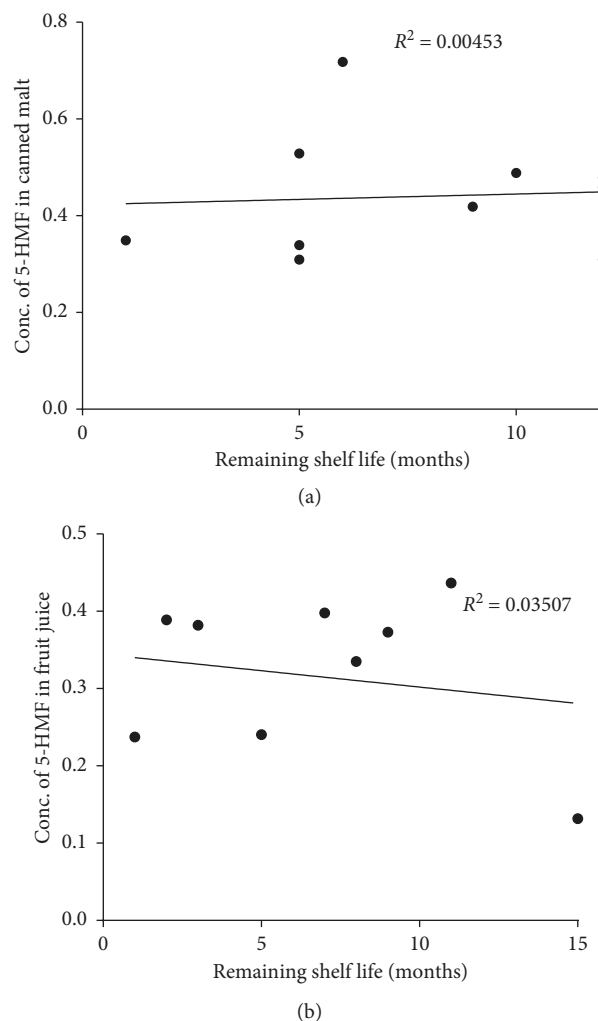 R² = 0.00453
Conc. of 5-HMF in canned malt
0.8
0.6
0.4
0.2
0.0
0 5 10
Remaining shelf life (months)
(a)
R² = 0.03507
Conc. of 5-HMF in fruit juice
0.5
0.4
0.3
0.2
0.1
0.0
0 5 10 15
Remaining shelf life (months)
(b)